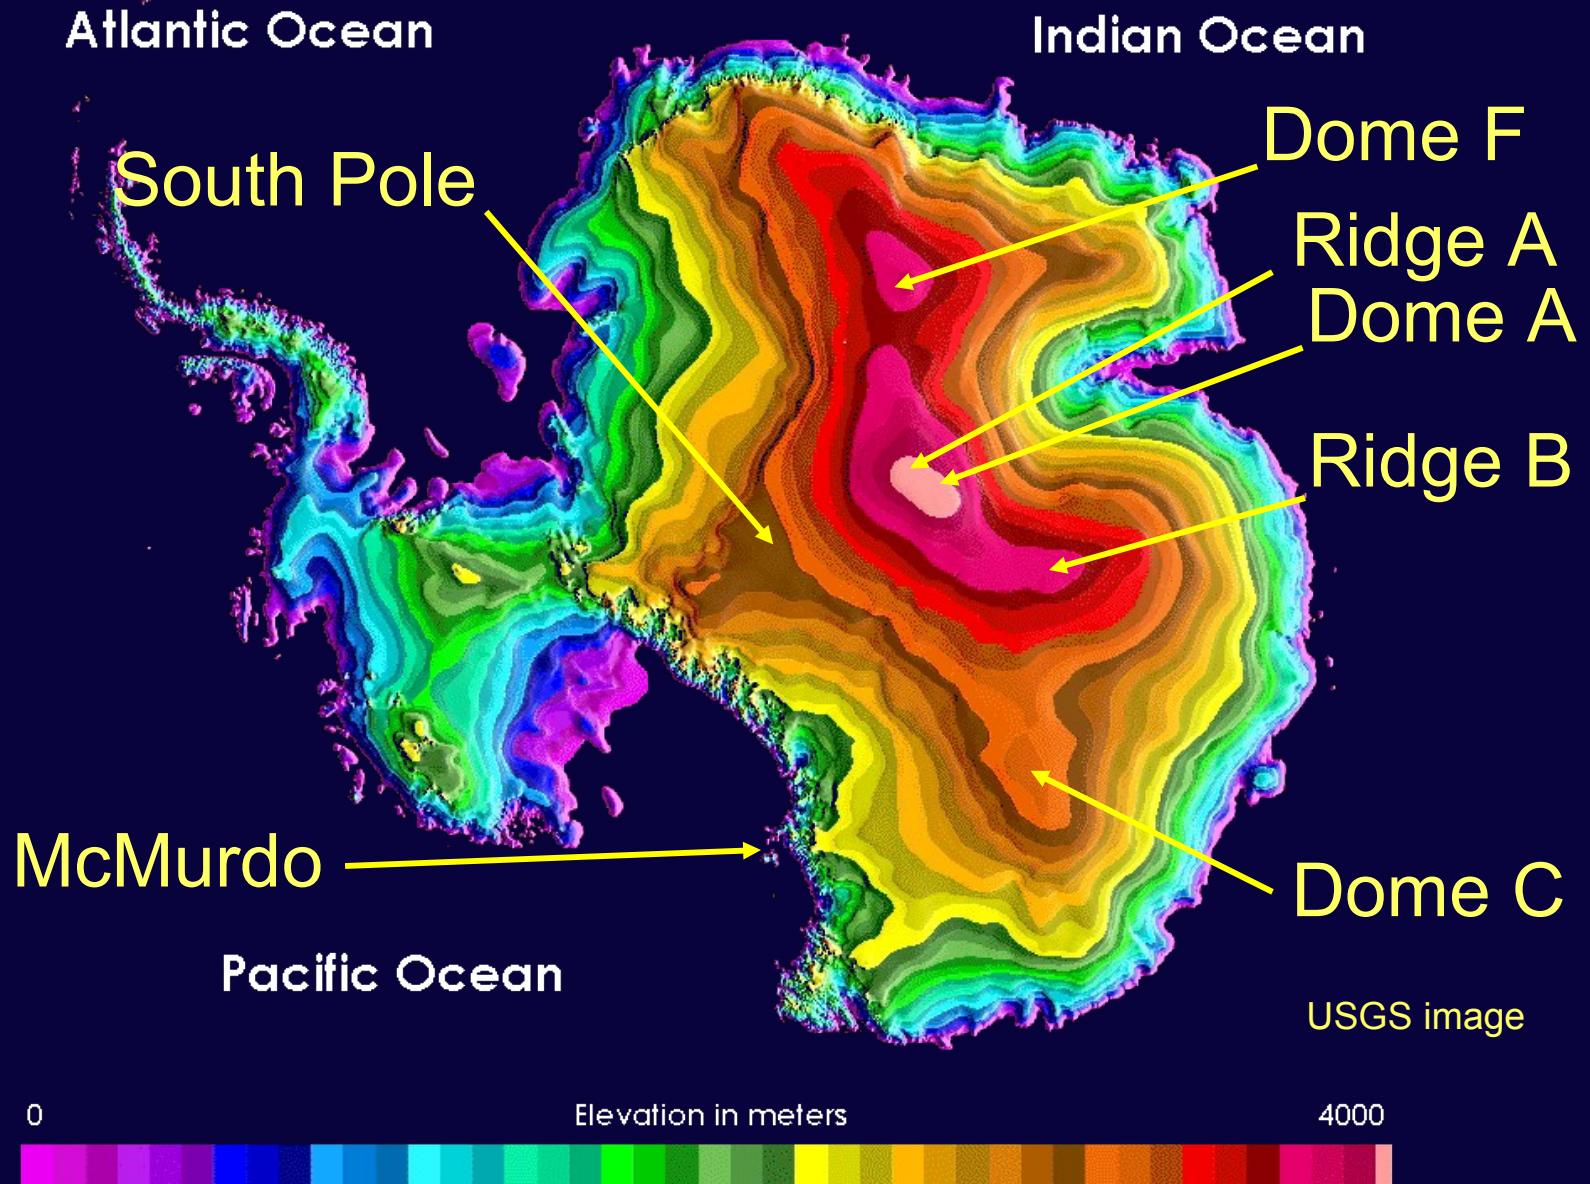 Atlantic Ocean
Indian Ocean
Dome F
South Pole
Ridge A
Dome A
Ridge B
McMurdo
Dome C
Pacific Ocean
USGS image
0
Elevation in meters
4000